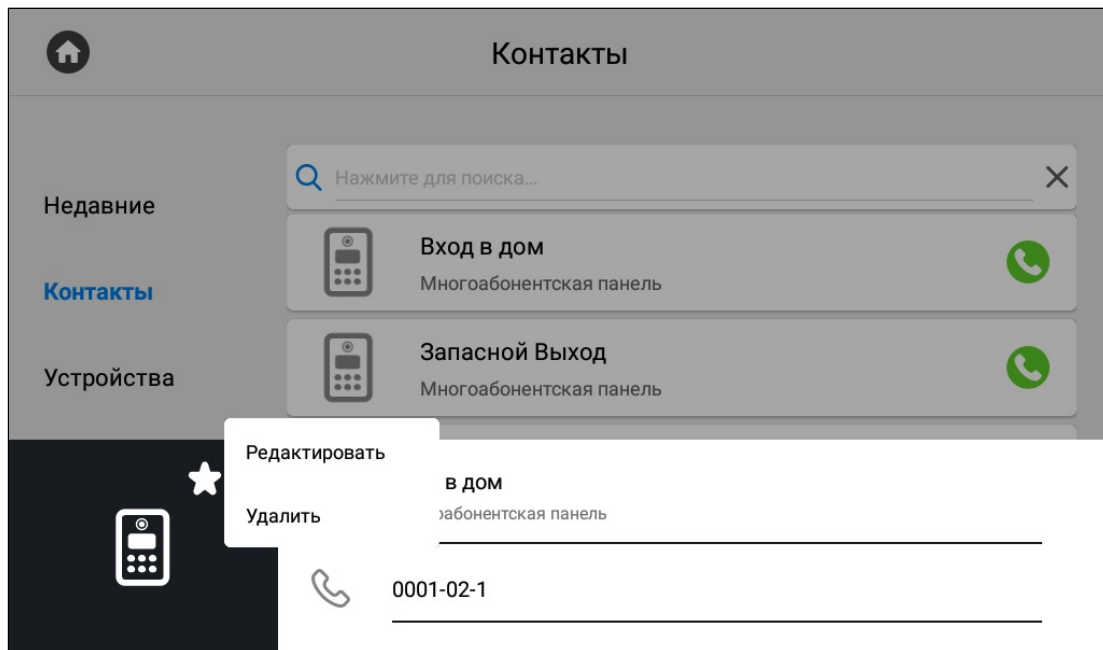 Контакты
Нажмите для поиска...
Недавние
Контакты
Устройства
Вход в дом
Многоабонентская панель
Запасной Выход
Многоабонентская панель
Редактировать
Удалить
в дом
рабонентская панель
0001-02-1